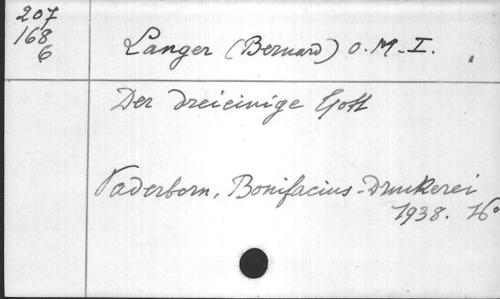 207
168
6
Langer (Bernard) O.M.I.
Der dreieinige Gott
Paderborn, Bonifacius-Druckerei
1938. 16°